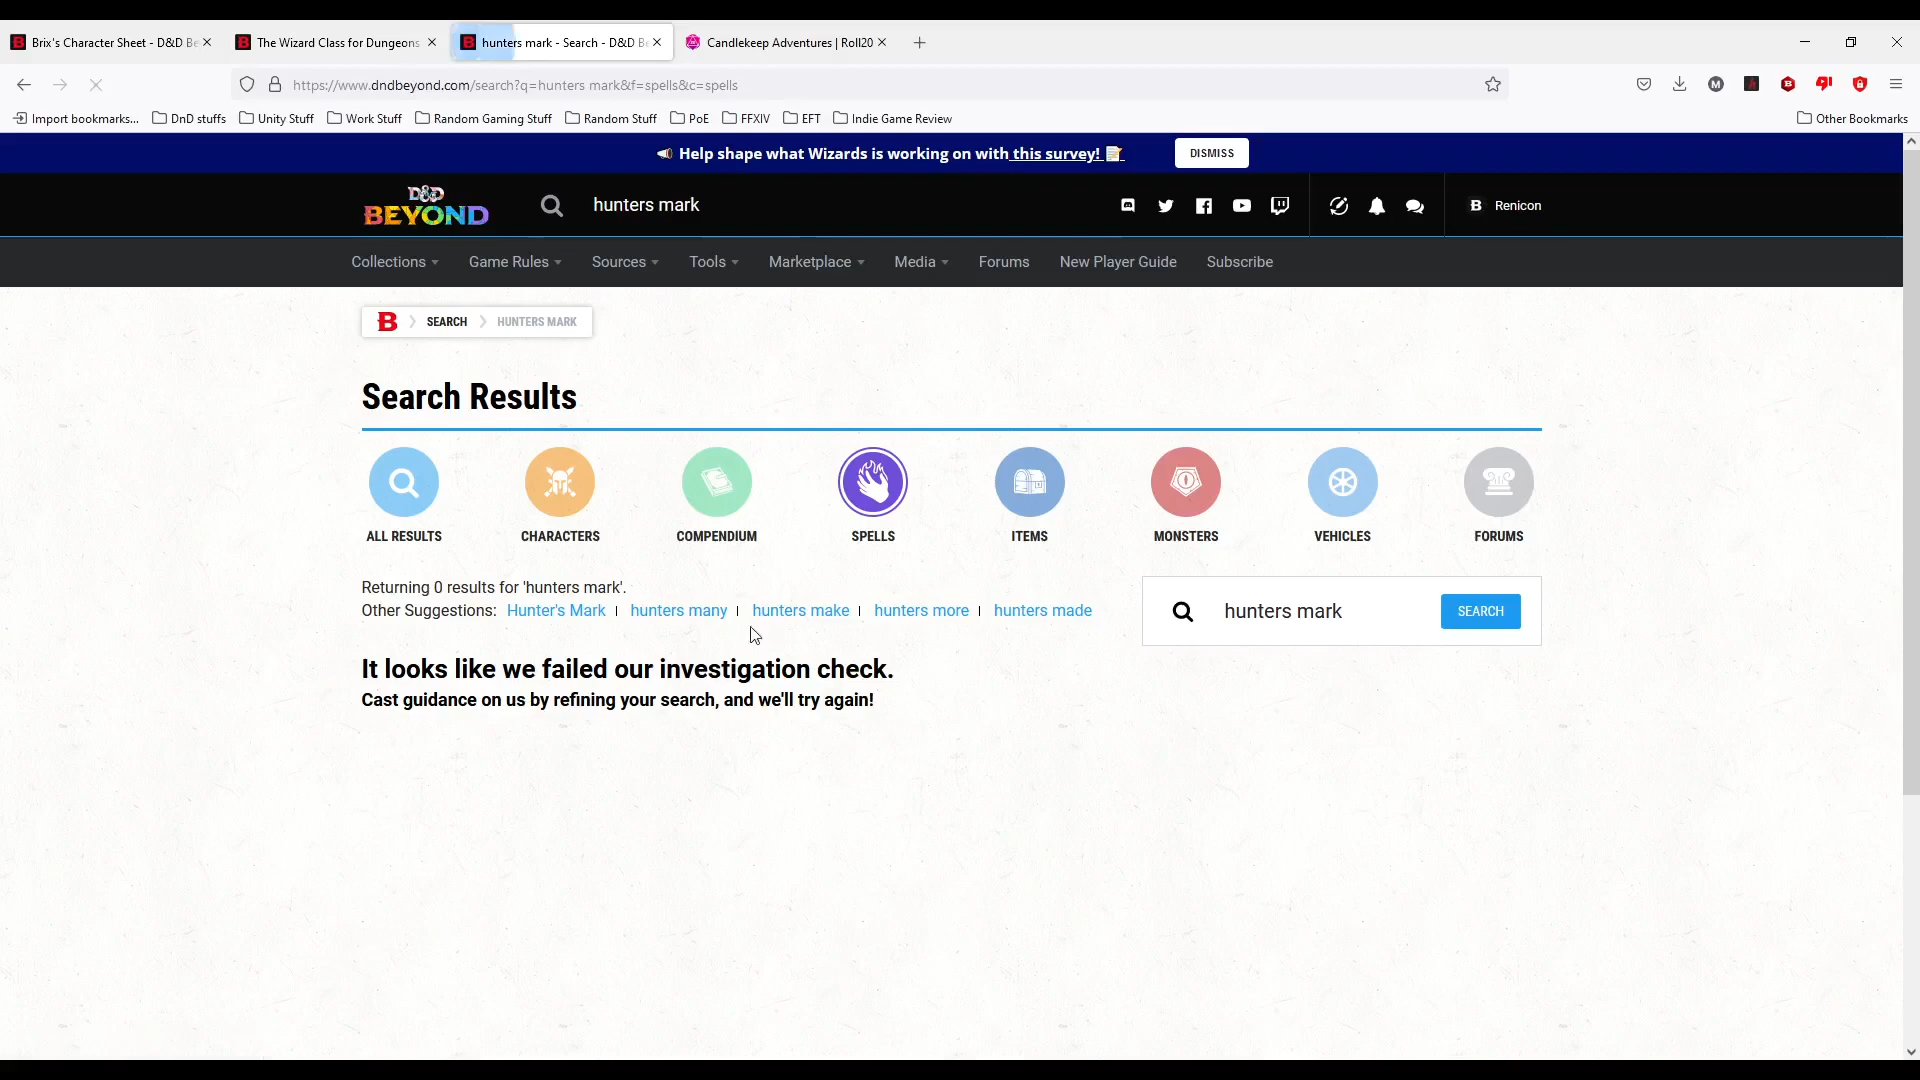 Brix's Character Sheet - D&D Be
The Wizard Class for Dungeons
hunters mark - Search - D&D Be
Candlekeep Adventures | Roll20
https://www.dndbeyond.com/search?q=hunters mark&f=spells&c=spells
Import bookmarks...
DnD stuffs
Unity Stuff
Work Stuff
Random Gaming Stuff
Random Stuff
PoE
FFXIV
EFT
Indie Game Review
Other Bookmarks
Help shape what Wizards is working on with this survey!
DISMISS
D&D
BEYOND
hunters mark
Renicon
Collections
Game Rules
Sources
Tools
Marketplace
Media
Forums
New Player Guide
Subscribe
SEARCH
HUNTERS MARK
Search Results
ALL RESULTS
CHARACTERS
COMPENDIUM
SPELLS
ITEMS
MONSTERS
VEHICLES
FORUMS
Returning 0 results for 'hunters mark'.
Other Suggestions: Hunter's Mark | hunters many | hunters make | hunters more | hunters made
hunters mark
SEARCH
It looks like we failed our investigation check.
Cast guidance on us by refining your search, and we'll try again!